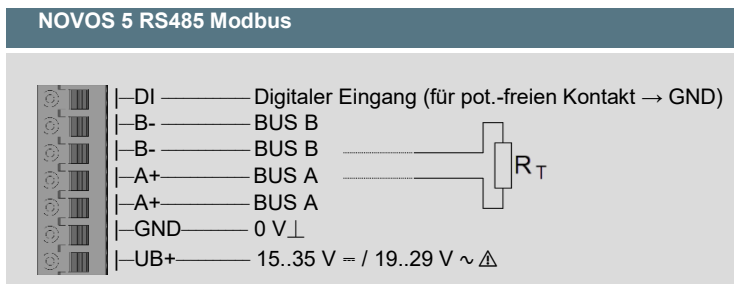 NOVOS 5 RS485 Modbus
DI Digitaler Eingang (für pot.-freien Kontakt → GND)
B- BUS B
B- BUS B
A+ BUS A
A+ BUS A
GND 0 V⊥
UB+ 15..35 V ⎓ / 19..29 V ~ ⚠
R T